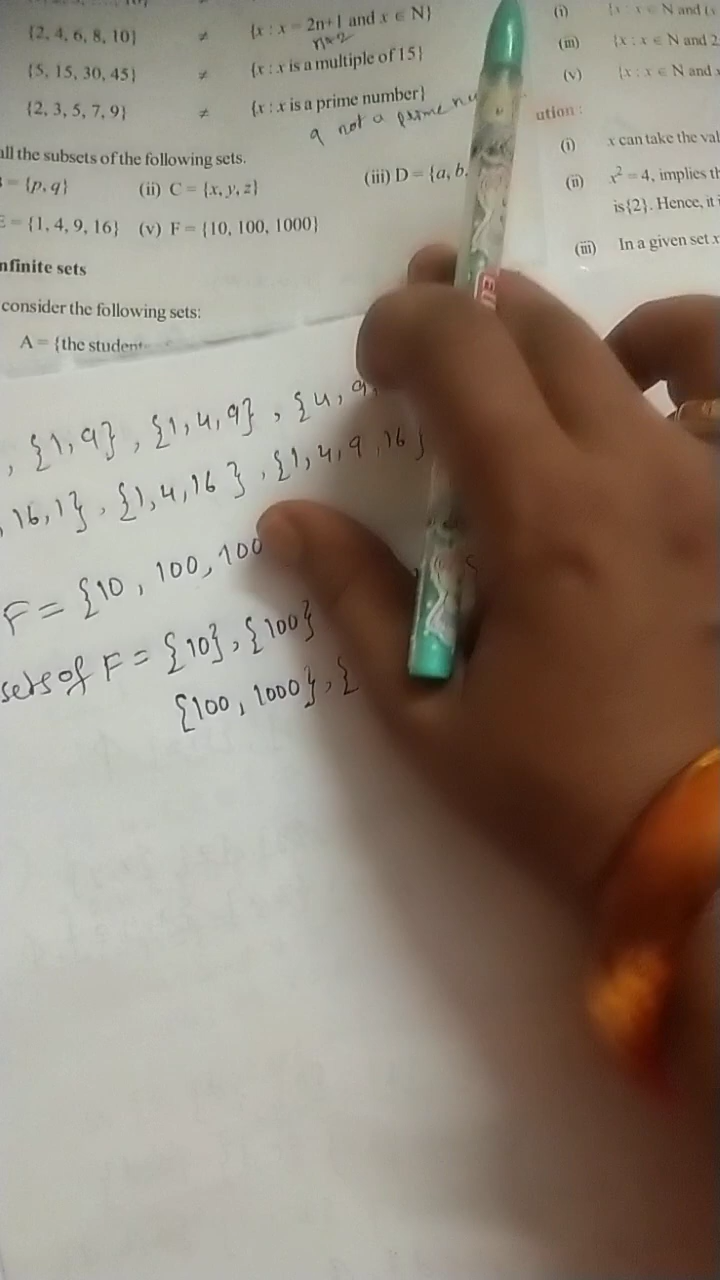 {2, 4, 6, 8, 10} ≠ {x : x = 2n+1 and x ∈ N}
{5, 15, 30, 45} ≠ {x : x is a multiple of 15}
{2, 3, 5, 7, 9} ≠ {x : x is a prime number}
9 not a prime
all the subsets of the following sets.
= {p, q} (ii) C = {x, y, z} (iii) D = {a, b,
= {1, 4, 9, 16} (v) F = {10, 100, 1000}
nfinite sets
consider the following sets:
A = {the student
(i) N and
(iii) {x : x ∈ N and 2
(v) {x : x ∈ N and
ution :
(i) x can take the val
(ii) x² = 4, implies th
is {2}. Hence, it i
(iii) In a given set x
, {1, 9}, {1, 4, 9}, {4, 9,
, 16, 1}, {1, 4, 16}, {1, 4, 9, 16}
F = {10, 100, 100
sets of F = {10}, {100}
{100, 1000}, {